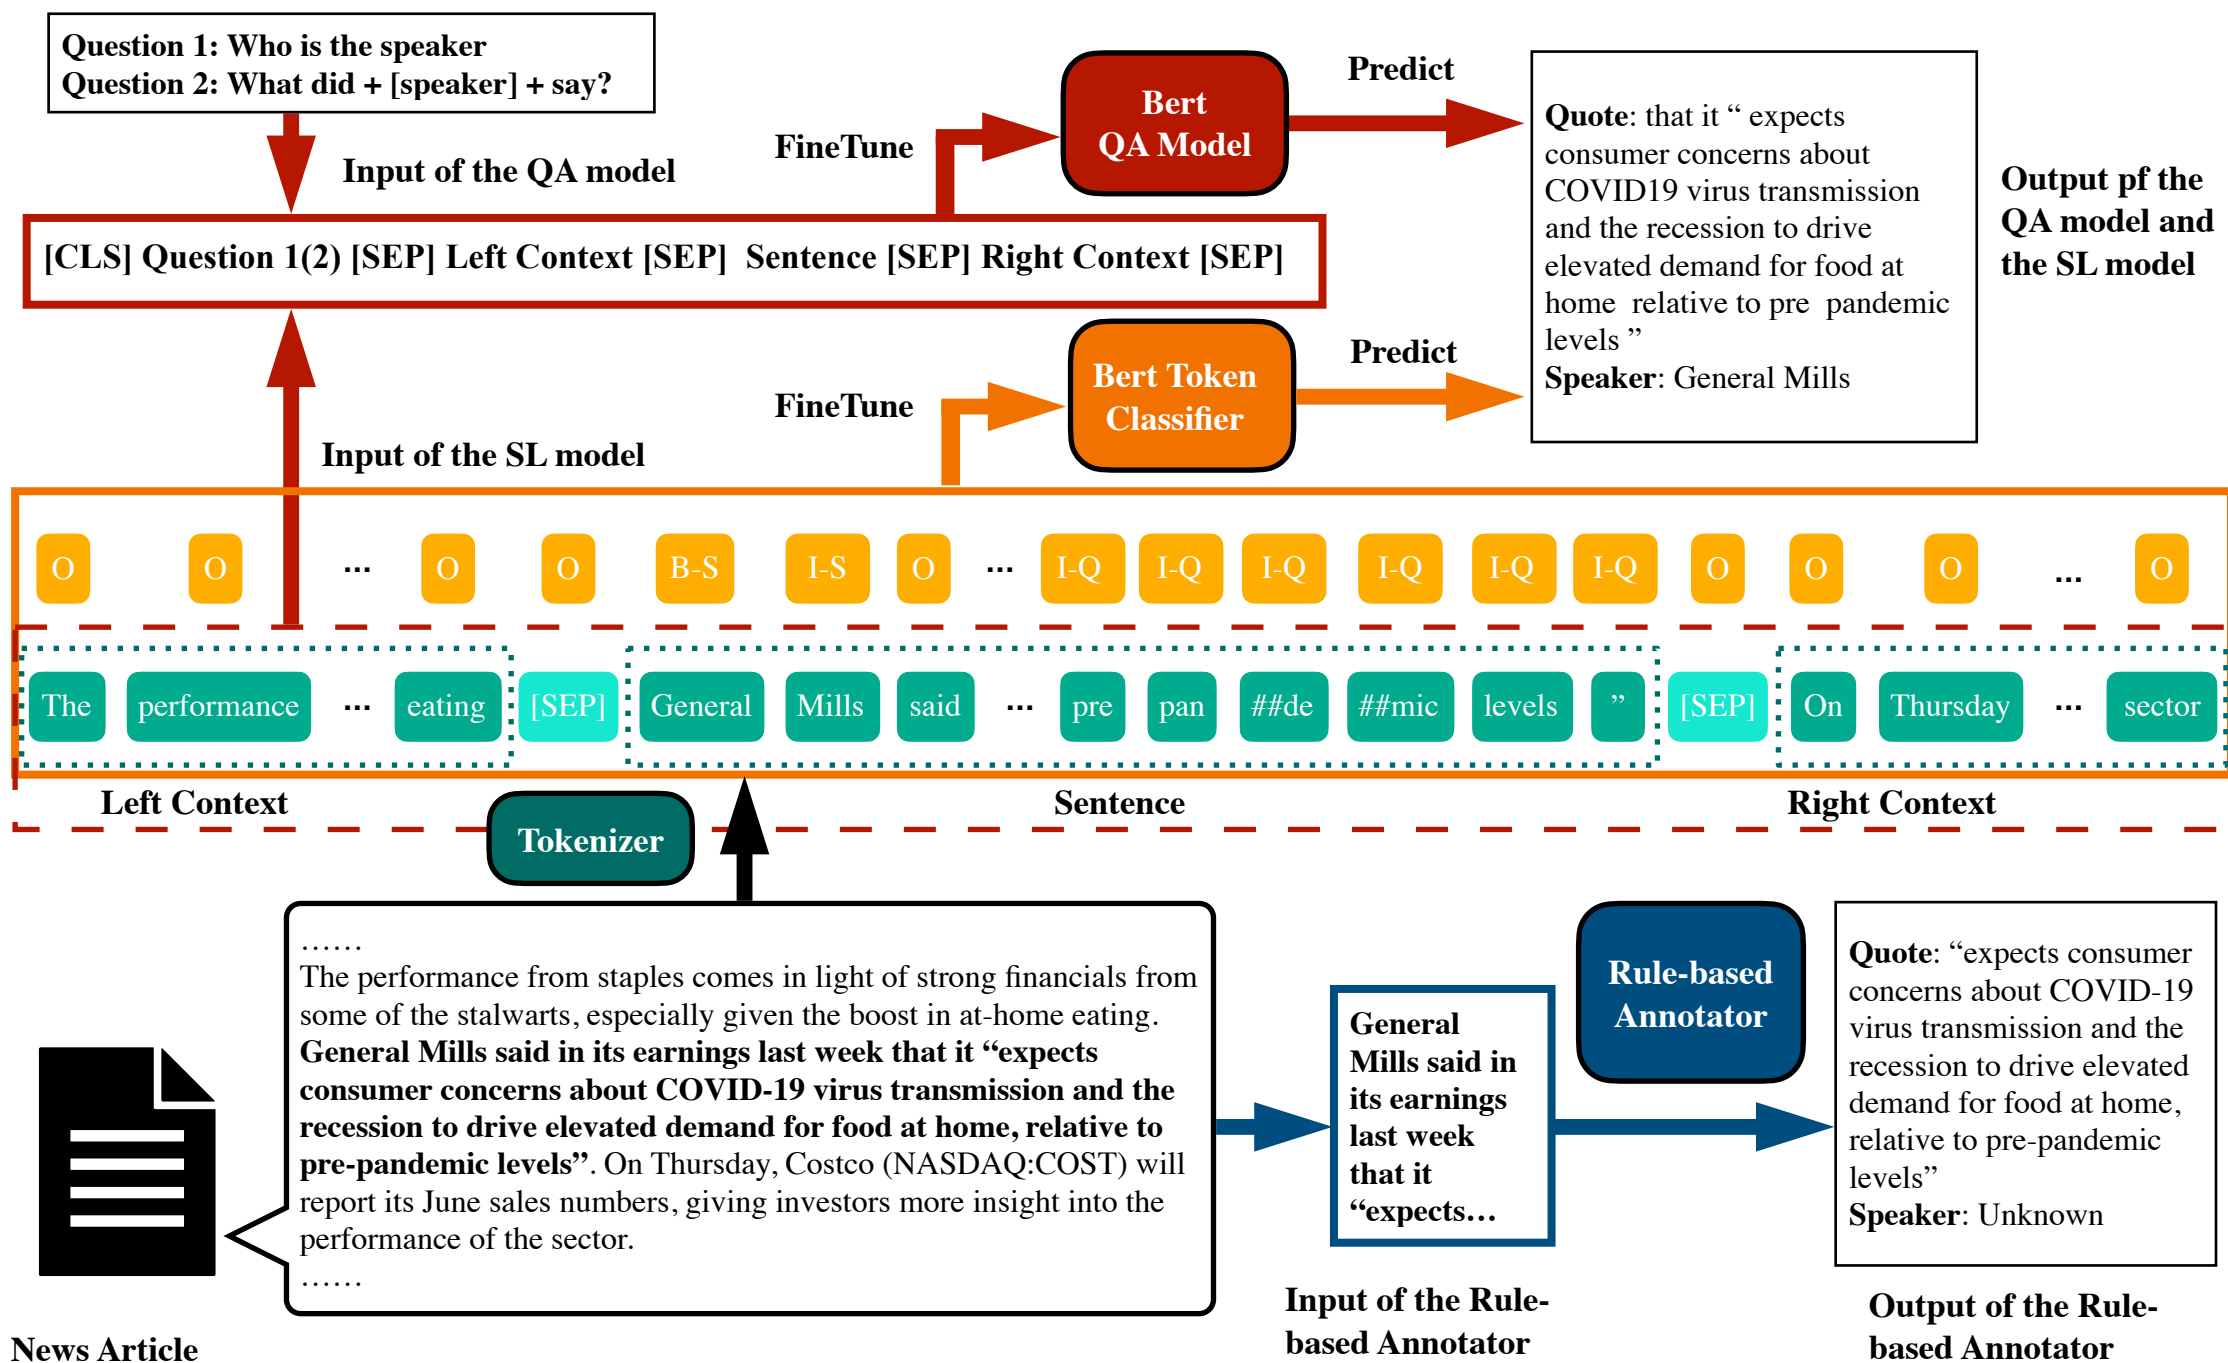 Question 1: Who is the speaker
Question 2: What did + [speaker] + say?
Input of the QA model
FineTune
Bert
QA Model
Predict
Quote: that it “ expects
consumer concerns about
COVID19 virus transmission
and the recession to drive
elevated demand for food at
home relative to pre pandemic
levels ”
Speaker: General Mills
Output pf the
QA model and
the SL model
[CLS] Question 1(2) [SEP] Left Context [SEP] Sentence [SEP] Right Context [SEP]
Input of the SL model
FineTune
Bert Token
Classifier
Predict
O O ... O O B-S I-S O ... I-Q I-Q I-Q I-Q I-Q I-Q O O O ... O
The performance ... eating [SEP] General Mills said ... pre pan ##de ##mic levels ” [SEP] On Thursday ... sector
Left Context Sentence Right Context
Tokenizer
……
The performance from staples comes in light of strong financials from
some of the stalwarts, especially given the boost in at-home eating.
General Mills said in its earnings last week that it “expects
consumer concerns about COVID-19 virus transmission and the
recession to drive elevated demand for food at home, relative to
pre-pandemic levels”. On Thursday, Costco (NASDAQ:COST) will
report its June sales numbers, giving investors more insight into the
performance of the sector.
……
News Article
General
Mills said in
its earnings
last week
that it
“expects…
Input of the Rule-
based Annotator
Rule-based
Annotator
Quote: “expects consumer
concerns about COVID-19
virus transmission and the
recession to drive elevated
demand for food at home,
relative to pre-pandemic
levels”
Speaker: Unknown
Output of the Rule-
based Annotator